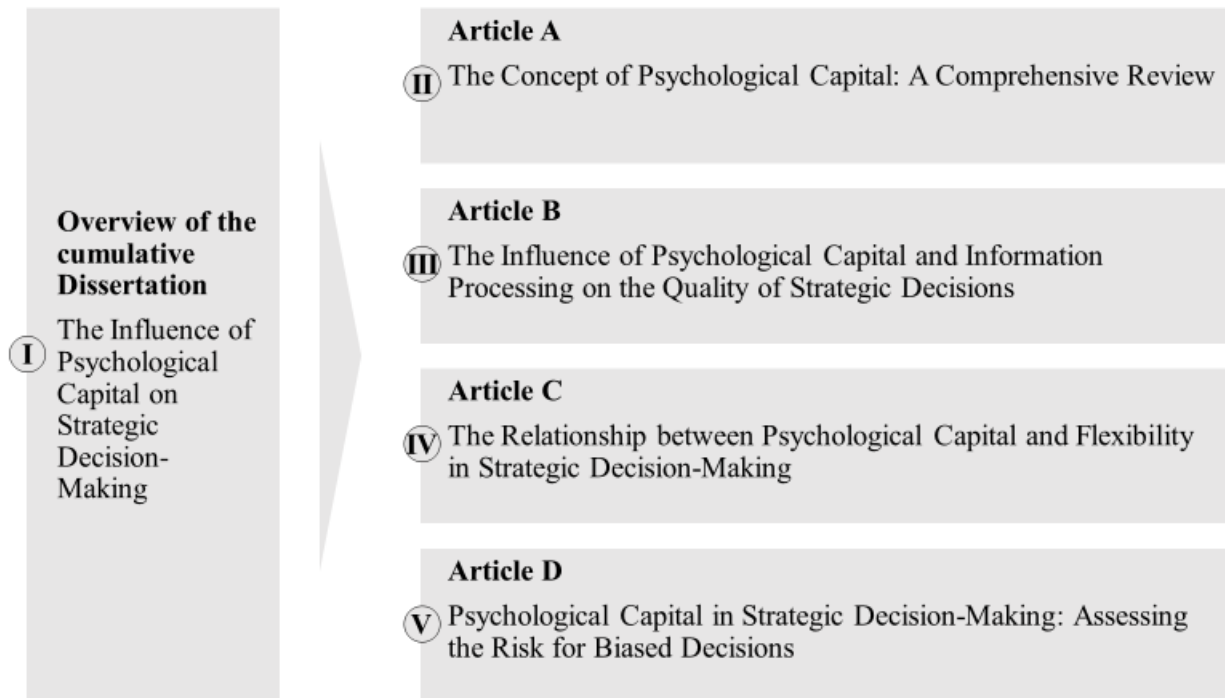 Overview of the
cumulative
Dissertation
I
The Influence of
Psychological
Capital on
Strategic
Decision-
Making
Article A
II
The Concept of Psychological Capital: A Comprehensive Review
Article B
III
The Influence of Psychological Capital and Information
Processing on the Quality of Strategic Decisions
Article C
IV
The Relationship between Psychological Capital and Flexibility
in Strategic Decision-Making
Article D
V
Psychological Capital in Strategic Decision-Making: Assessing
the Risk for Biased Decisions